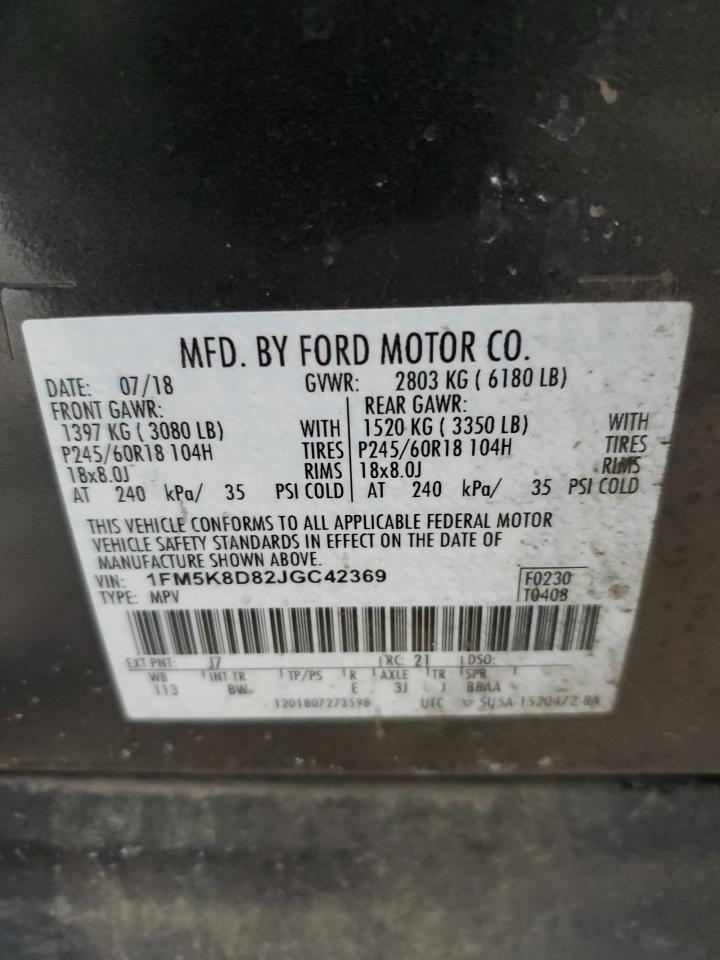 MFD. BY FORD MOTOR CO.
DATE: 07/18 GVWR: 2803 KG ( 6180 LB)
FRONT GAWR: REAR GAWR:
1397 KG ( 3080 LB) WITH 1520 KG ( 3350 LB) WITH
P245/60R18 104H TIRES P245/60R18 104H TIRES
18x8.0J RIMS 18x8.0J RIMS
AT 240 kPa/ 35 PSI COLD AT 240 kPa/ 35 PSI COLD
THIS VEHICLE CONFORMS TO ALL APPLICABLE FEDERAL MOTOR
VEHICLE SAFETY STANDARDS IN EFFECT ON THE DATE OF
MANUFACTURE SHOWN ABOVE.
VIN: 1FM5K8D82JGC42369 F0230
TYPE: MPV T0408
EXT PNT: J7 RC: 21 DSO:
WB INT TR TP/PS R AXLE TR SPR
113 BW E 3J J BBAA
1201807273598 UTC 5U5A-1520472-BA